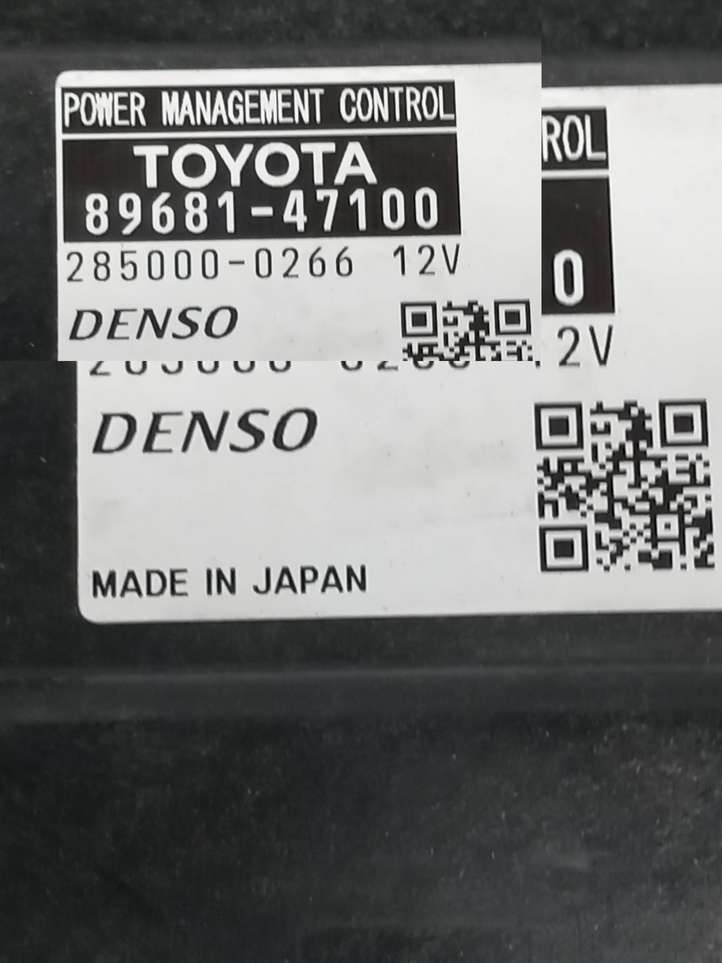 POWER MANAGEMENT CONTROL
ROL
TOYOTA
89681-47100
0
285000-0266 12V
2V
DENSO
DENSO
MADE IN JAPAN